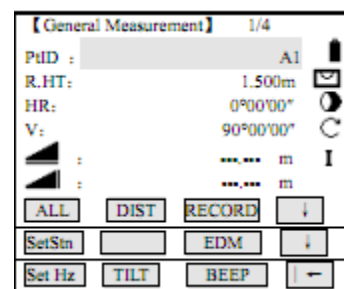 【General Measurement】 1/4
PtID : A1
R.HT: 1.500m
HR: 0°00'00"
V: 90°00'00"
: ---.--- m
: ---.--- m
I
ALL DIST RECORD ↓
SetStn EDM ↓
Set Hz TILT BEEP |←